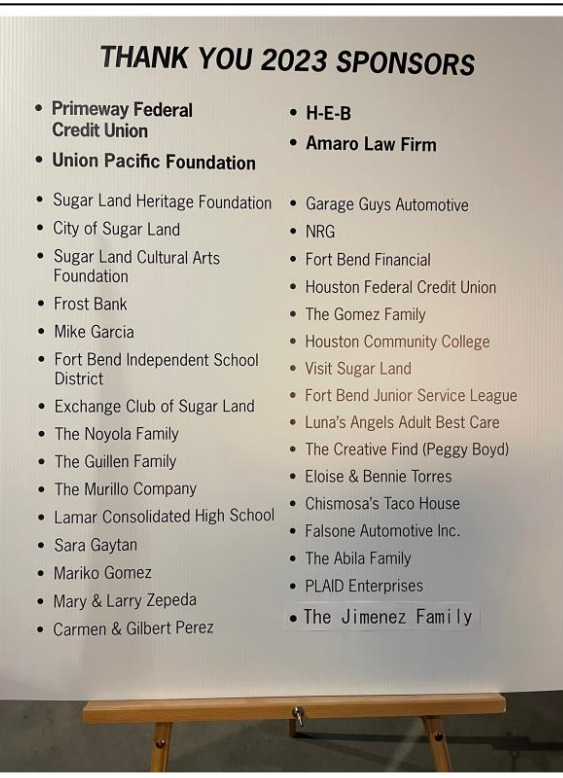 THANK YOU 2023 SPONSORS
• Primeway Federal
Credit Union
• Union Pacific Foundation
• H-E-B
• Amaro Law Firm
• Sugar Land Heritage Foundation
• City of Sugar Land
• Sugar Land Cultural Arts
Foundation
• Frost Bank
• Mike Garcia
• Fort Bend Independent School
District
• Exchange Club of Sugar Land
• The Noyola Family
• The Guillen Family
• The Murillo Company
• Lamar Consolidated High School
• Sara Gaytan
• Mariko Gomez
• Mary & Larry Zepeda
• Carmen & Gilbert Perez
• Garage Guys Automotive
• NRG
• Fort Bend Financial
• Houston Federal Credit Union
• The Gomez Family
• Houston Community College
• Visit Sugar Land
• Fort Bend Junior Service League
• Luna's Angels Adult Best Care
• The Creative Find (Peggy Boyd)
• Eloise & Bennie Torres
• Chismosa's Taco House
• Falsone Automotive Inc.
• The Abila Family
• PLAID Enterprises
• The Jimenez Family